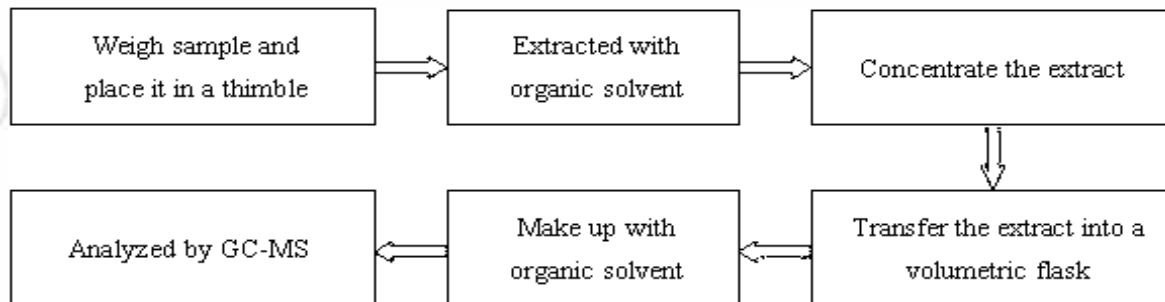 Weigh sample and
place it in a thimble
Extracted with
organic solvent
Concentrate the extract
Transfer the extract into a
volumetric flask
Make up with
organic solvent
Analyzed by GC-MS